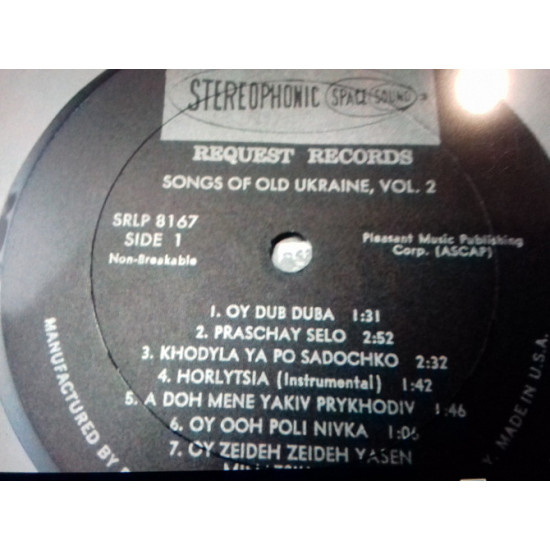 STEREOPHONIC SPACE SOUND
REQUEST RECORDS
SONGS OF OLD UKRAINE, VOL. 2
SRLP 8167
SIDE 1
Non-Breakable
Pleasant Music Publishing
Corp. (ASCAP)
1. OY DUB DUBA 1:31
2. PRASCHAY SELO 2:52
3. KHODYLA YA PO SADOCHKO 2:32
4. HORLYTSIA (Instrumental) 1:42
5. A DOH MENE YAKIV PRYKHODIV 1:46
6. OY OOH POLI NIVKA 1:06
7. OY ZEIDEH ZEIDEH YASEN
MANUFACTURED BY
Y. MADE IN U.S.A.